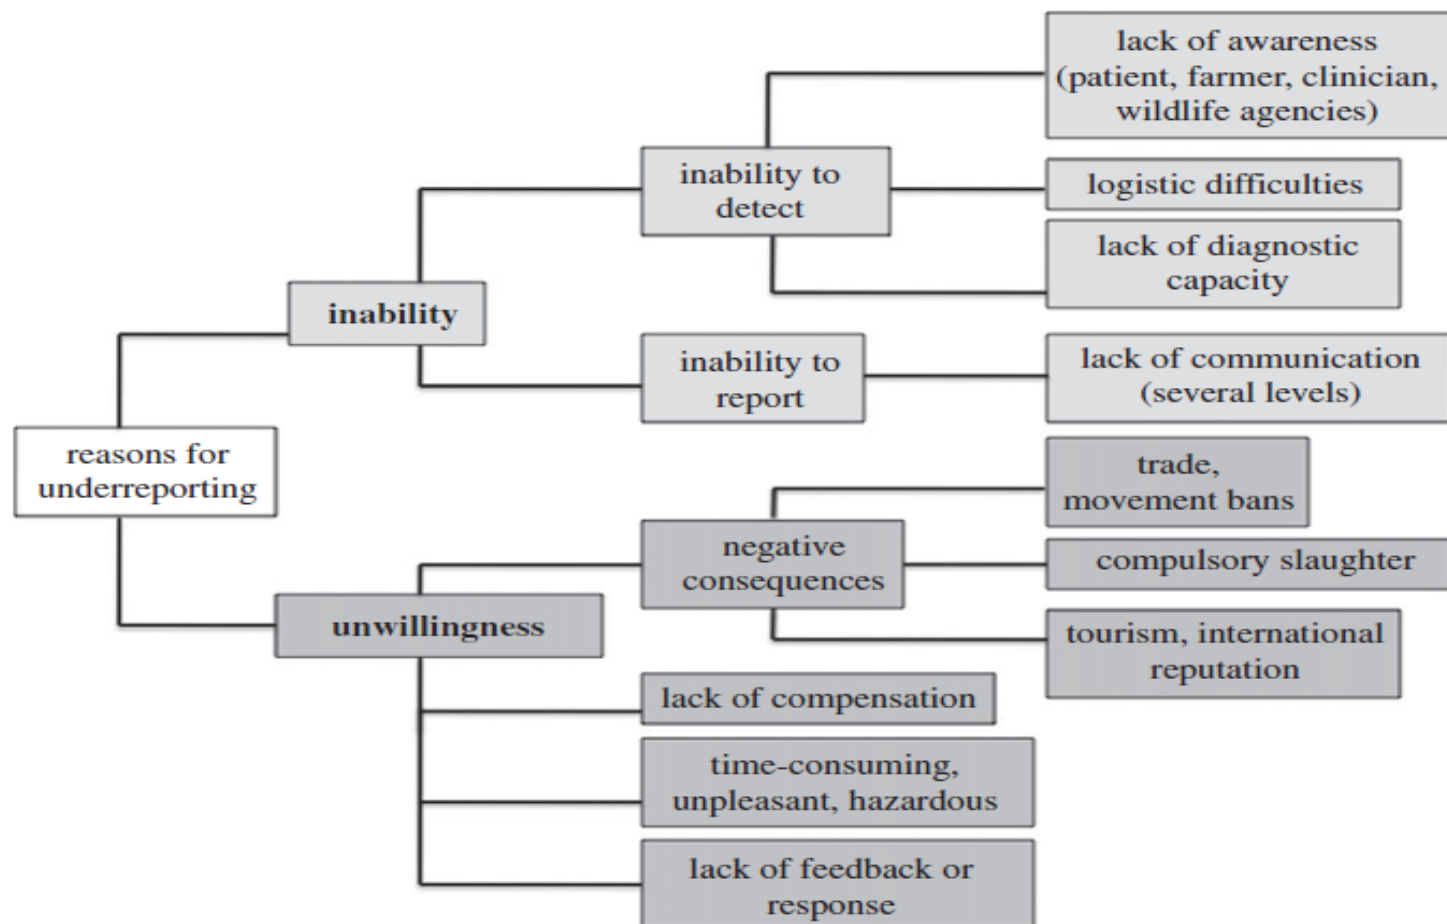 lack of awareness
(patient, farmer, clinician,
wildlife agencies)
inability to
detect
logistic difficulties
lack of diagnostic
capacity
inability
inability to
report
lack of communication
(several levels)
reasons for
underreporting
trade,
movement bans
negative
consequences
compulsory slaughter
unwillingness
tourism, international
reputation
lack of compensation
time-consuming,
unpleasant, hazardous
lack of feedback or
response